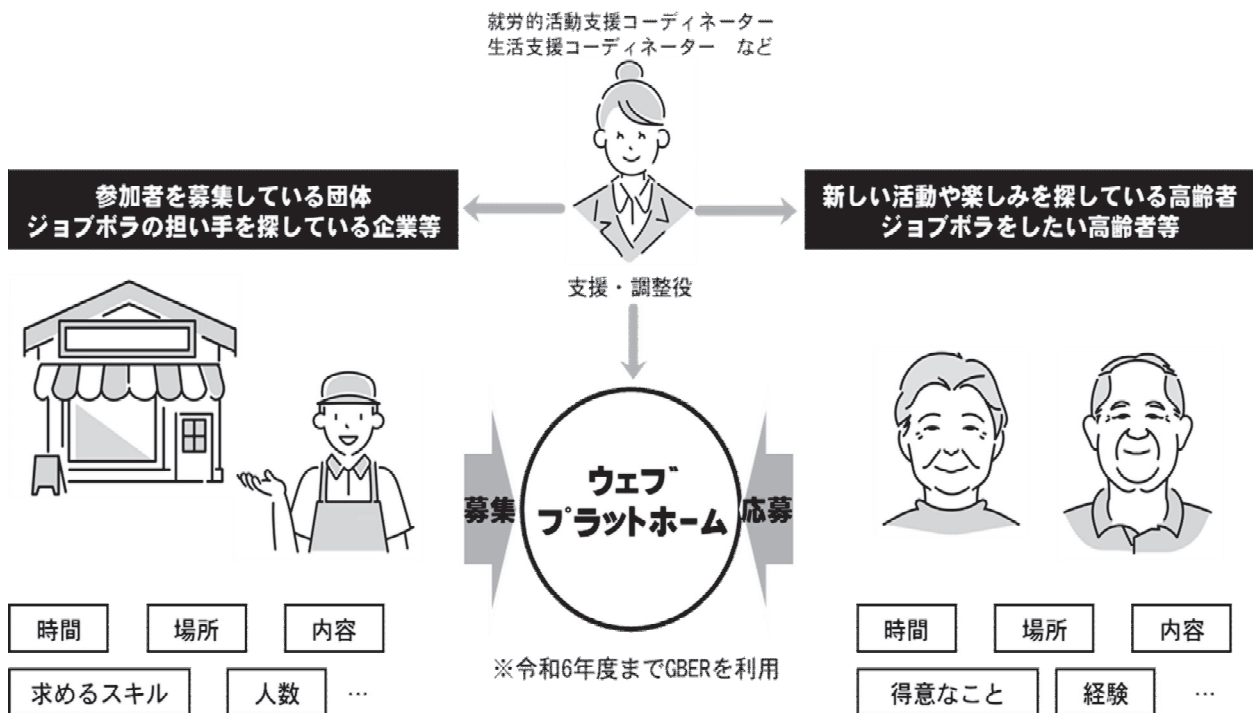 就労的活動支援コーディネーター
生活支援コーディネーター　など
参加者を募集している団体
ジョブボラの担い手を探している企業等
新しい活動や楽しみを探している高齢者
ジョブボラをしたい高齢者等
支援・調整役
募集
ウェブ
プラットホーム
応募
時間
場所
内容
求めるスキル
人数
…
※令和6年度までGBERを利用
時間
場所
内容
得意なこと
経験
…